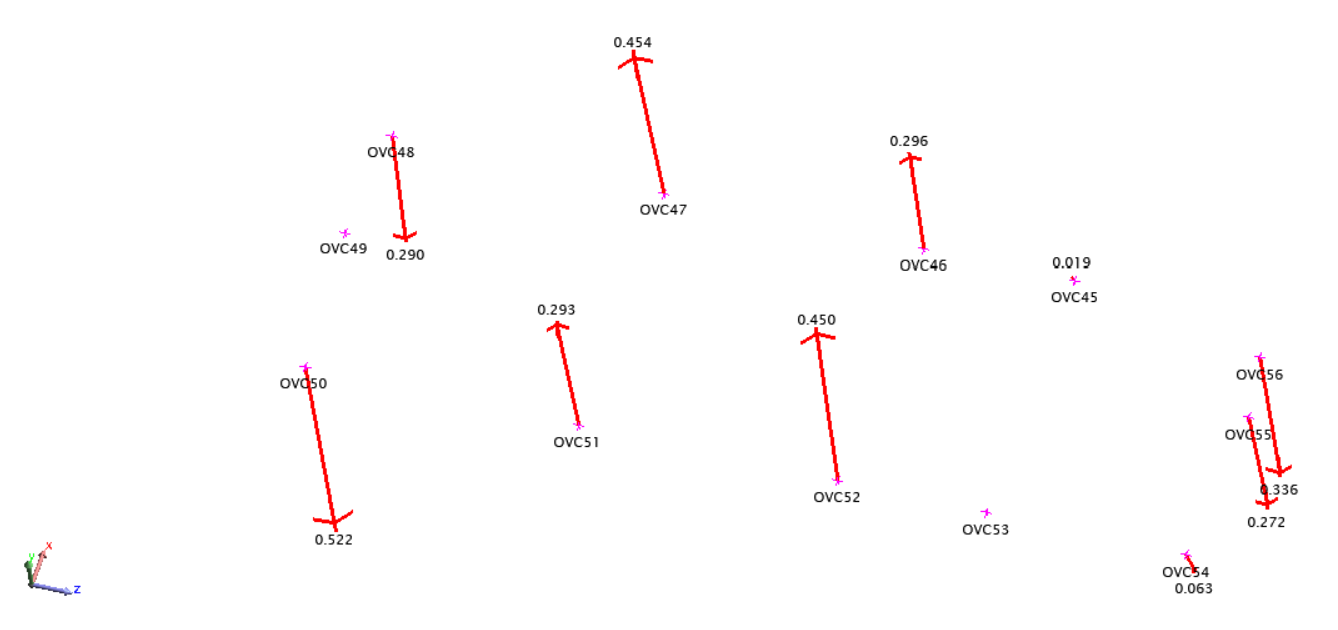 0.454
0.296
OVC48
OVC47
OVC49
0.290
OVC46
0.019
OVC45
0.293
0.450
OVC50
OVC56
OVC51
OVC55
0.336
OVC52
0.272
OVC53
0.522
x
y
z
OVC54
0.063